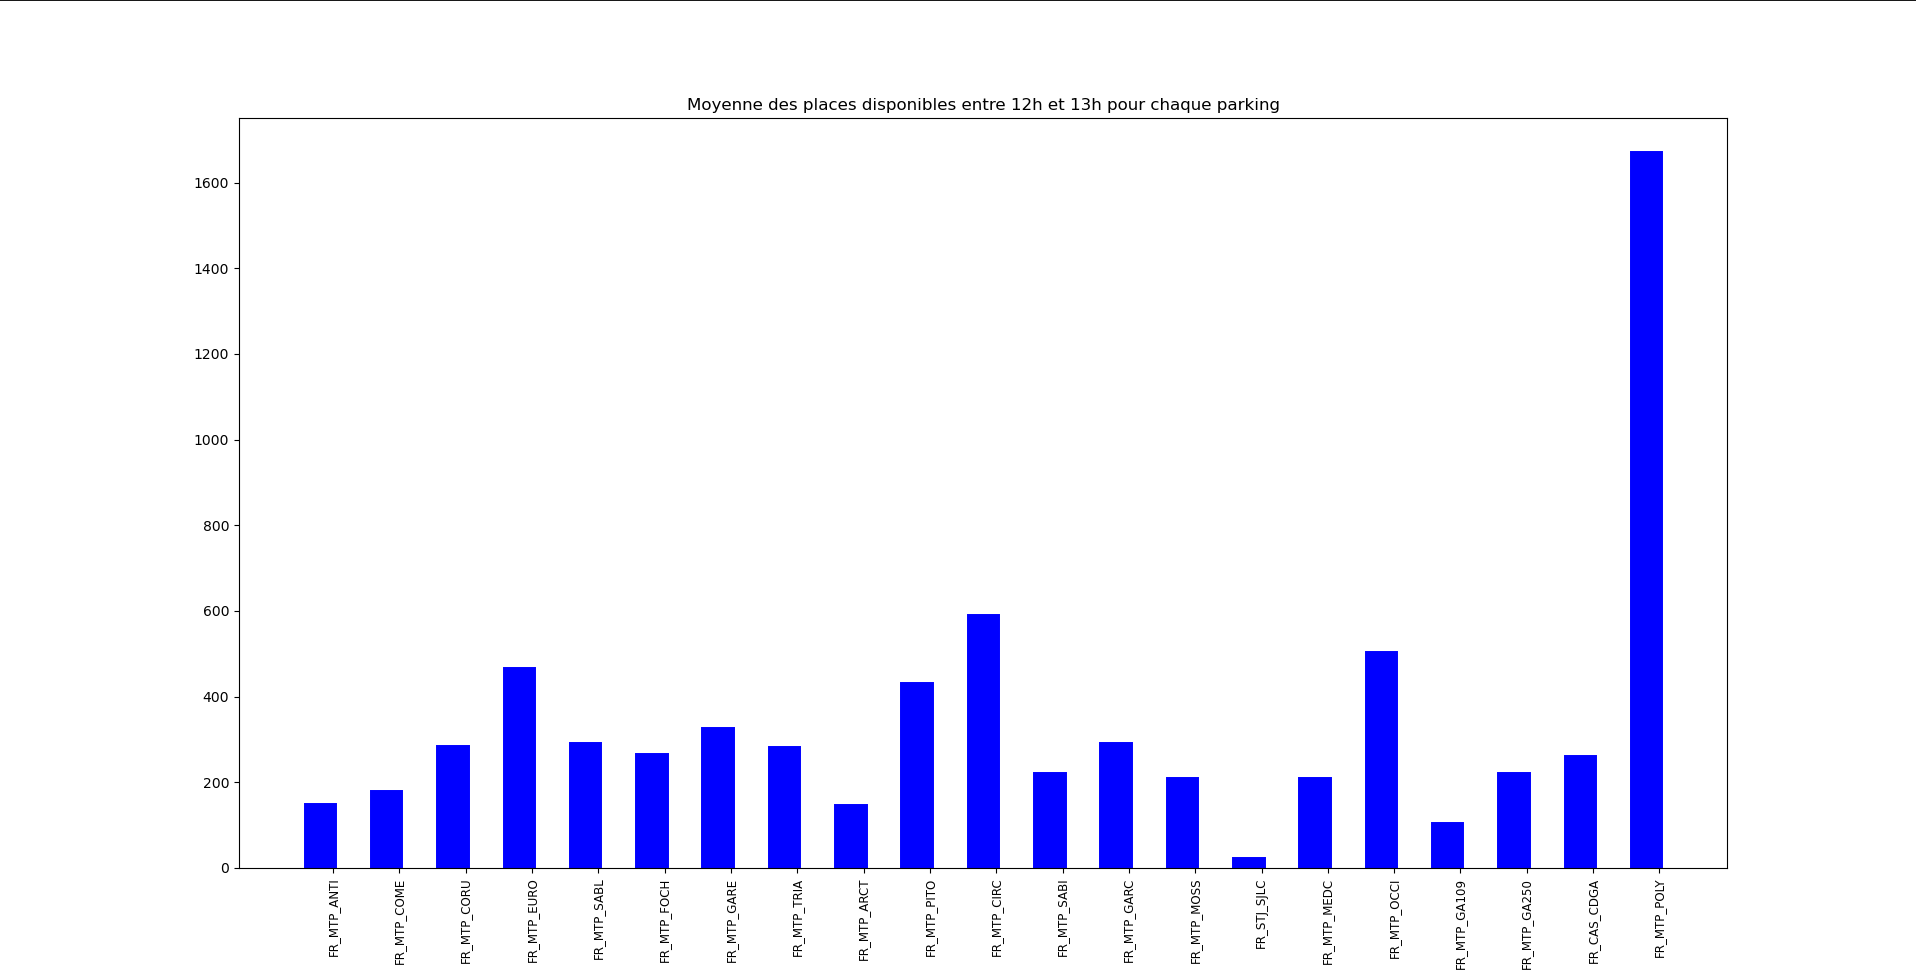 Moyenne des places disponibles entre 12h et 13h pour chaque parking
1600
1400
1200
1000
800
600
400
200
0
FR_MTP_ANTI
FR_MTP_COME
FR_MTP_CORU
FR_MTP_EURO
FR_MTP_SABL
FR_MTP_FOCH
FR_MTP_GARE
FR_MTP_TRIA
FR_MTP_ARCT
FR_MTP_PITO
FR_MTP_CIRC
FR_MTP_SABI
FR_MTP_GARC
FR_MTP_MOSS
FR_STJ_SJLC
FR_MTP_MEDC
FR_MTP_OCCI
FR_MTP_GA109
FR_MTP_GA250
FR_CAS_CDGA
FR_MTP_POLY